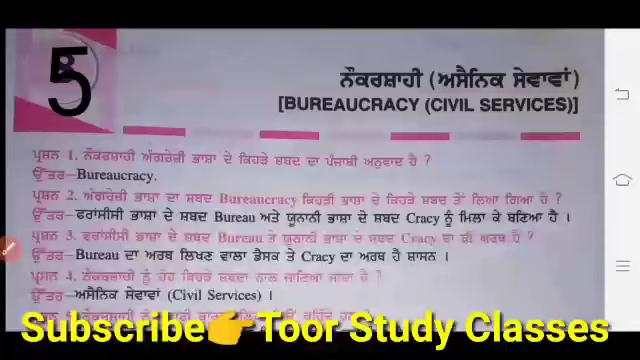 5
ਨੌਕਰਸ਼ਾਹੀ (ਅਸੈਨਿਕ ਸੇਵਾਵਾਂ)
[BUREAUCRACY (CIVIL SERVICES)]
ਪ੍ਰਸ਼ਨ 1. ਨੌਕਰਸ਼ਾਹੀ ਅੰਗਰੇਜ਼ੀ ਭਾਸ਼ਾ ਦੇ ਕਿਹੜੇ ਸ਼ਬਦ ਦਾ ਪੰਜਾਬੀ ਅਨੁਵਾਦ ਹੈ ?
ਉੱਤਰ—Bureaucracy.
ਪ੍ਰਸ਼ਨ 2. ਅੰਗਰੇਜ਼ੀ ਭਾਸ਼ਾ ਦਾ ਸ਼ਬਦ Bureaucracy ਕਿਹੜੀ ਭਾਸ਼ਾ ਦੇ ਕਿਹੜੇ ਸ਼ਬਦ ਤੋਂ ਲਿਆ ਗਿਆ ਹੈ ?
ਉੱਤਰ—ਫਰਾਂਸੀਸੀ ਭਾਸ਼ਾ ਦੇ ਸ਼ਬਦ Bureau ਅਤੇ ਯੂਨਾਨੀ ਭਾਸ਼ਾ ਦੇ ਸ਼ਬਦ Cracy ਨੂੰ ਮਿਲਾ ਕੇ ਬਣਿਆ ਹੈ ।
ਪ੍ਰਸ਼ਨ 3. ਫਰਾਂਸੀਸੀ ਭਾਸ਼ਾ ਦੇ ਸ਼ਬਦ Bureau ਤੇ ਯੂਨਾਨੀ ਭਾਸ਼ਾ ਦੇ ਸ਼ਬਦ Cracy ਦਾ ਕੀ ਅਰਥ ਹੈ ?
ਉੱਤਰ—Bureau ਦਾ ਅਰਥ ਲਿਖਣ ਵਾਲਾ ਡੈਸਕ ਤੇ Cracy ਦਾ ਅਰਥ ਹੈ ਸ਼ਾਸਨ ।
ਪ੍ਰਸ਼ਨ 4. ਨੌਕਰਸ਼ਾਹੀ ਨੂੰ ਹੋਰ ਕਿਹੜੇ ਸ਼ਬਦਾਂ ਨਾਲ ਜਾਣਿਆ ਜਾਂਦਾ ਹੈ ?
ਉੱਤਰ—ਅਸੈਨਿਕ ਸੇਵਾਵਾਂ (Civil Services) ।
Subscribe👉Toor Study Classes